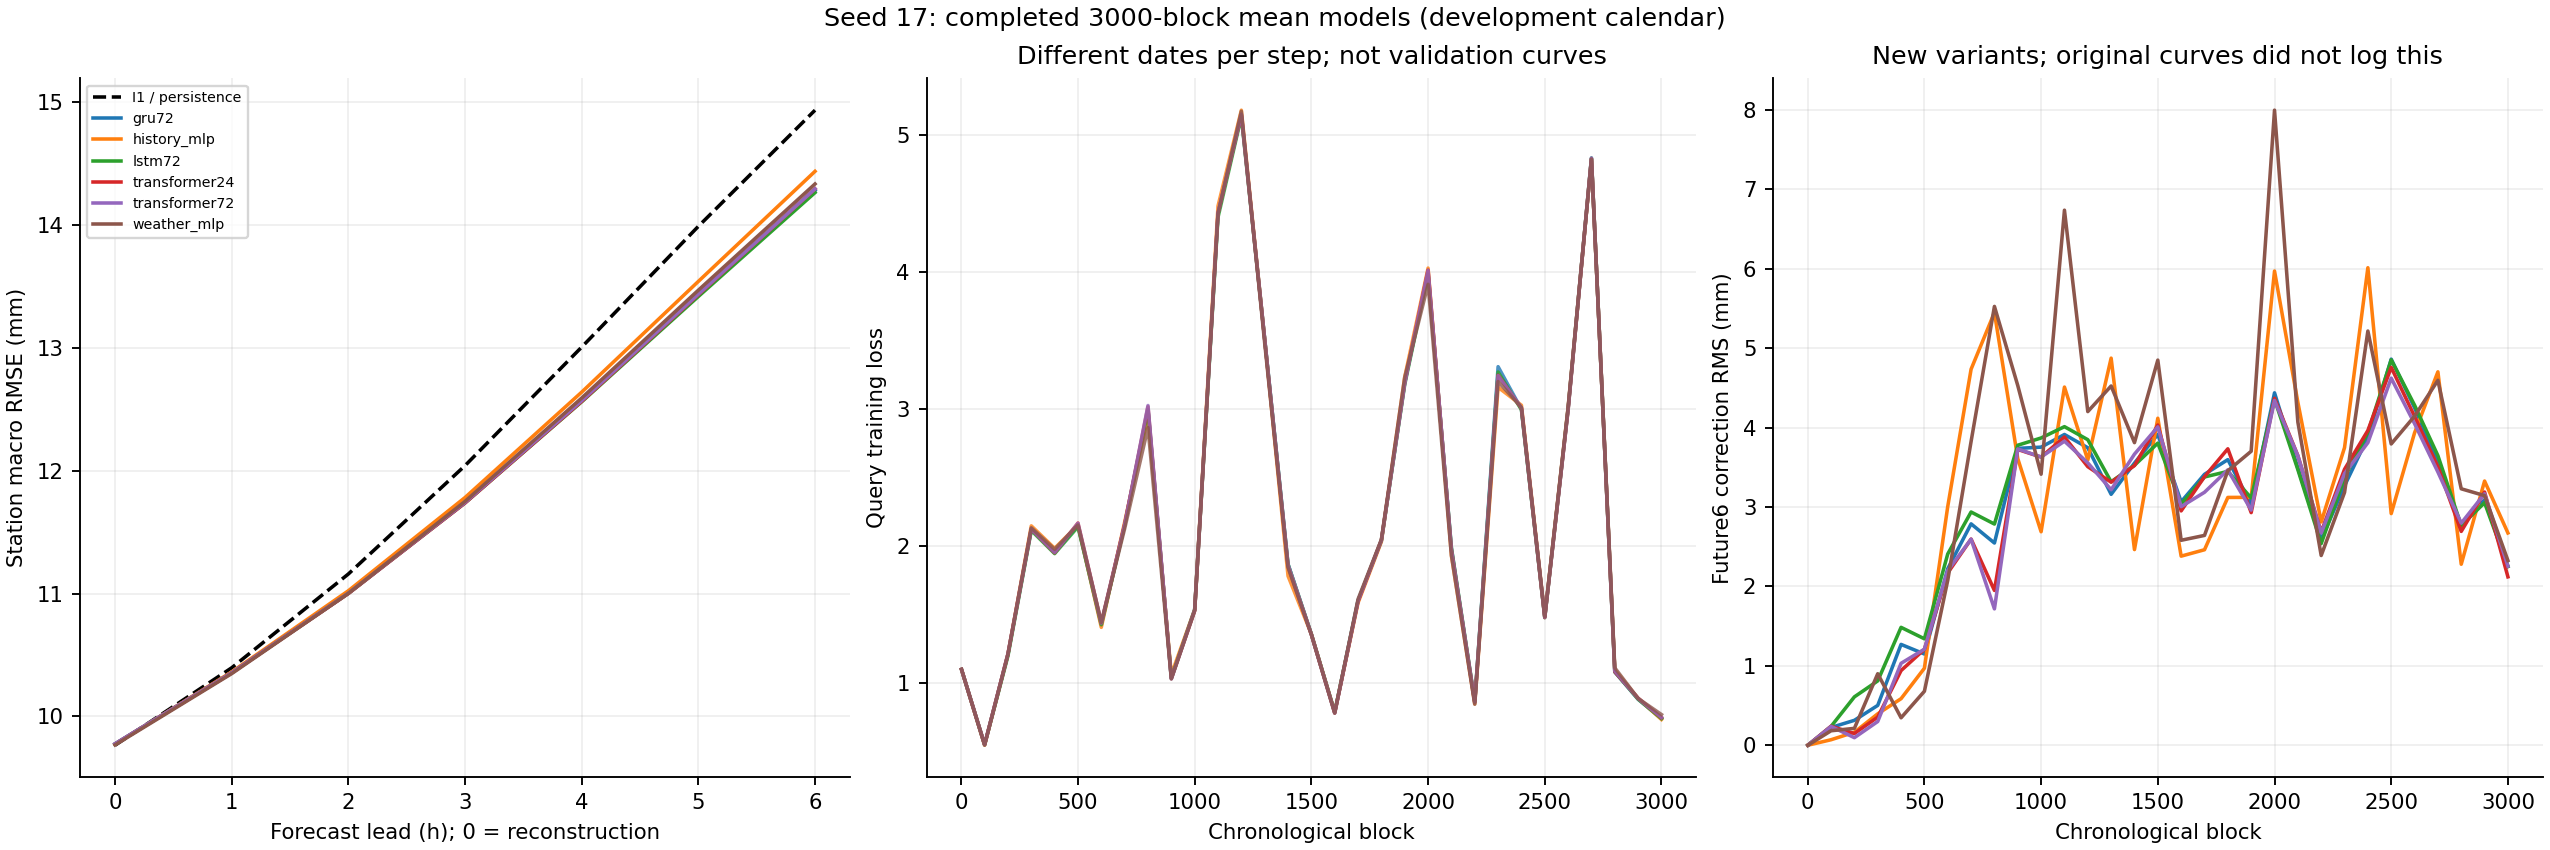 Seed 17: completed 3000-block mean models (development calendar)
Station macro RMSE (mm)
15
14
13
12
11
10
I1 / persistence
gru72
history_mlp
lstm72
transformer24
transformer72
weather_mlp
0 1 2 3 4 5 6
Forecast lead (h); 0 = reconstruction
Different dates per step; not validation curves
Query training loss
5
4
3
2
1
0 500 1000 1500 2000 2500 3000
Chronological block
New variants; original curves did not log this
Future6 correction RMS (mm)
8
7
6
5
4
3
2
1
0
0 500 1000 1500 2000 2500 3000
Chronological block